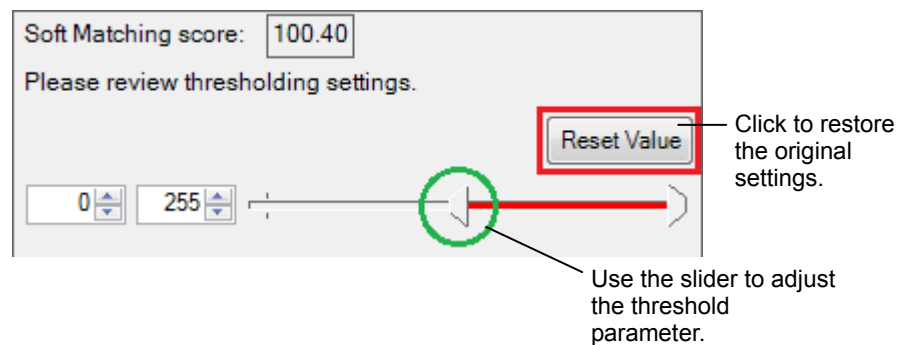 Soft Matching score: 100.40
Please review thresholding settings.
Reset Value
Click to restore
the original
settings.
0 255
Use the slider to adjust
the threshold
parameter.